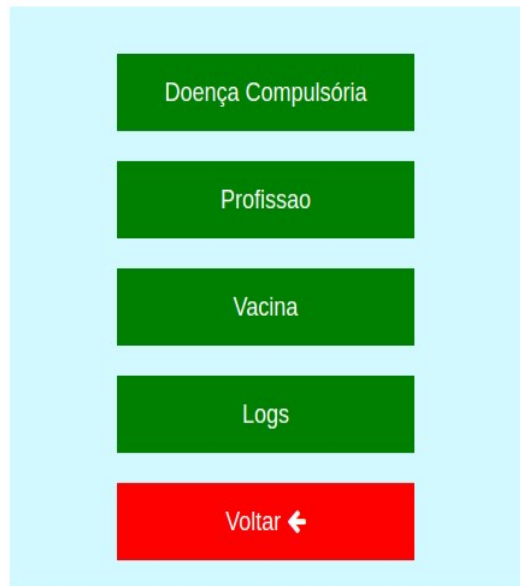 Doença Compulsória
Profissao
Vacina
Logs
Voltar